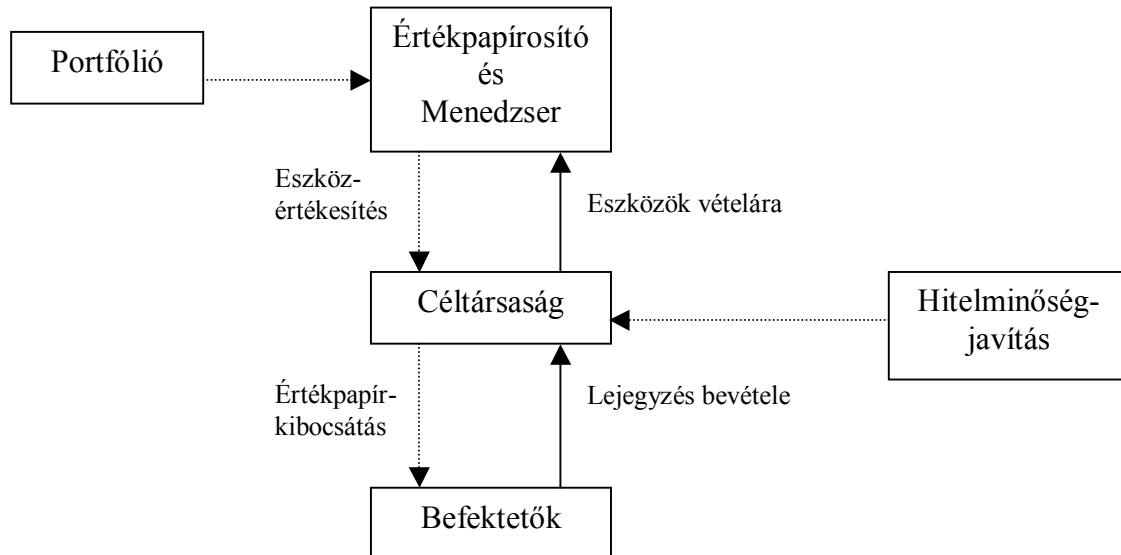 Portfólió
Értékpapírosító
és
Menedzser
Eszköz-
értékesítés
Eszközök vételára
Céltársaság
Hitelminőség-
javítás
Értékpapír-
kibocsátás
Lejegyzés bevétele
Befektetők